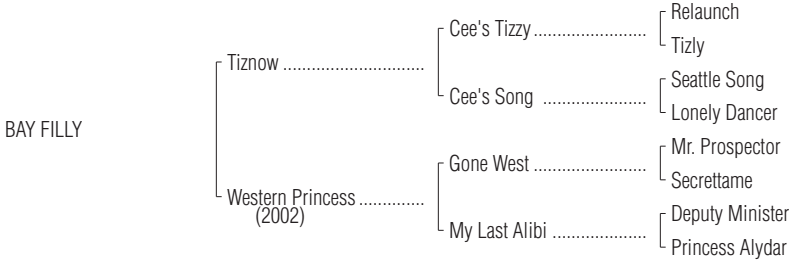 Relaunch
Cee's Tizzy ........................
Tizly
Tiznow ..............................
Seattle Song
Cee's Song ......................
Lonely Dancer
BAY FILLY
Mr. Prospector
Gone West ........................
Secrettame
Western Princess ..............
(2002)
Deputy Minister
My Last Alibi ....................
Princess Alydar